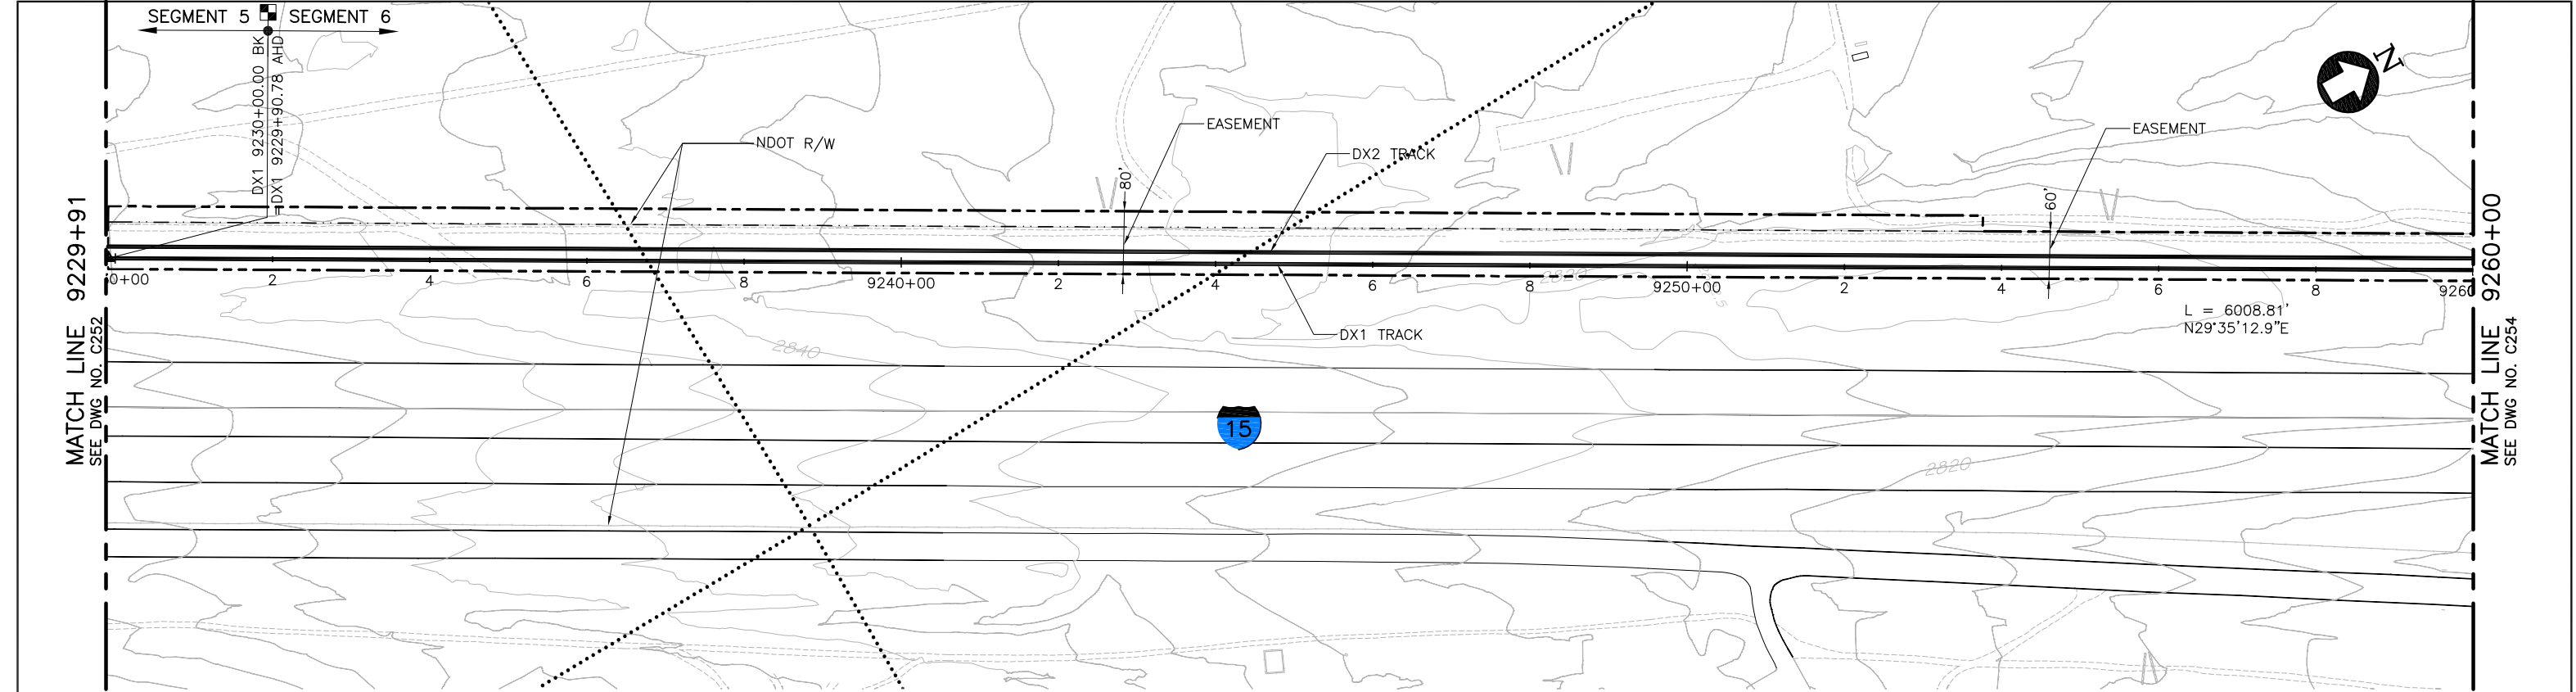 SEGMENT 5
SEGMENT 6
DX1 9230+00.00 BK
=DX1 9229+90.78 AHD
N
NDOT R/W
EASEMENT
80'
DX2 TRACK
EASEMENT
60'
MATCH LINE 9229+91
SEE DWG NO. C252
0+00
2
4
6
8
9240+00
2
4
6
8
9250+00
2
4
6
8
9260
2820
L = 6008.81'
N29°35'12.9"E
DX1 TRACK
2840
15
2820
MATCH LINE 9260+00
SEE DWG NO. C254